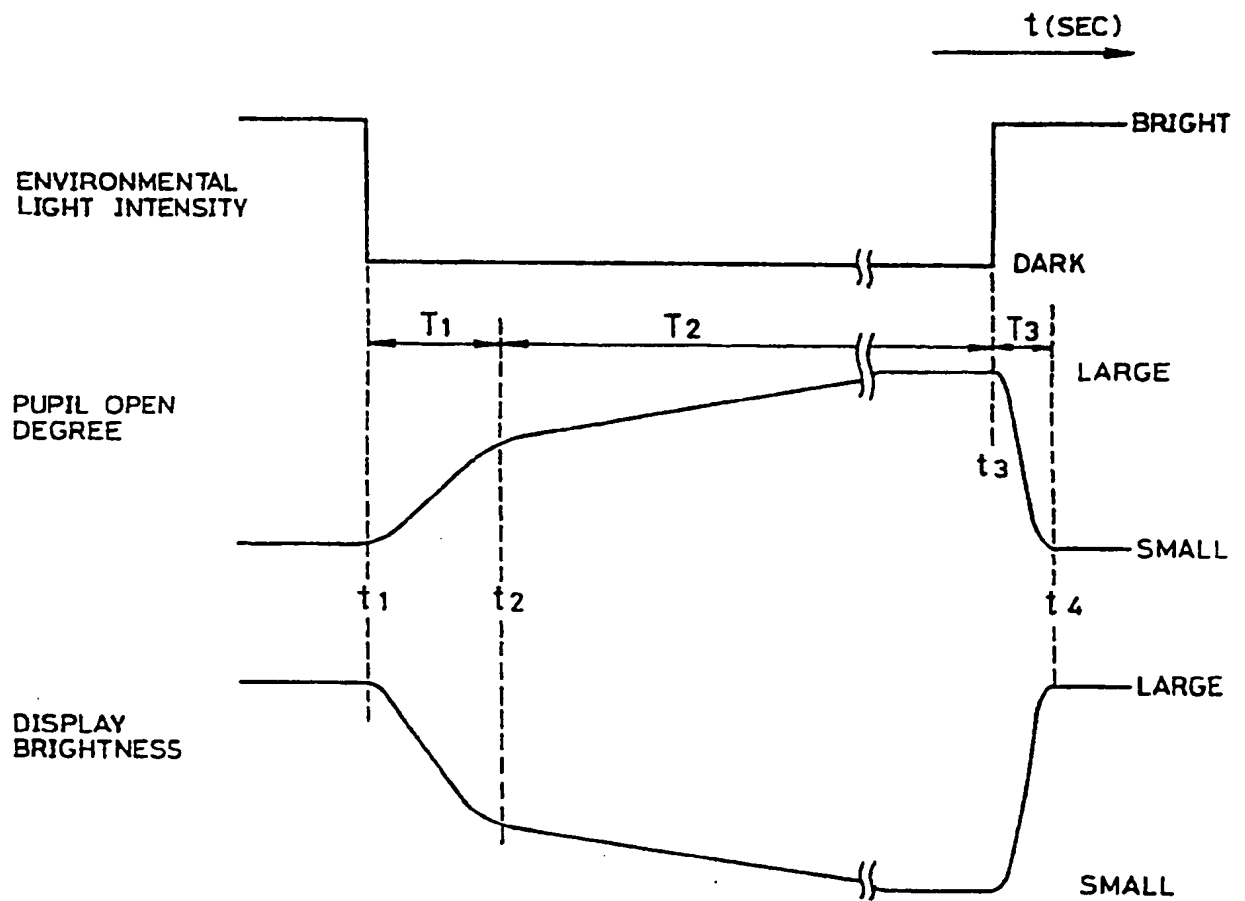 t (SEC)
BRIGHT
ENVIRONMENTAL
LIGHT INTENSITY
DARK
T1 T2 T3
LARGE
PUPIL OPEN
DEGREE
t3
SMALL
t1 t2 t4
LARGE
DISPLAY
BRIGHTNESS
SMALL